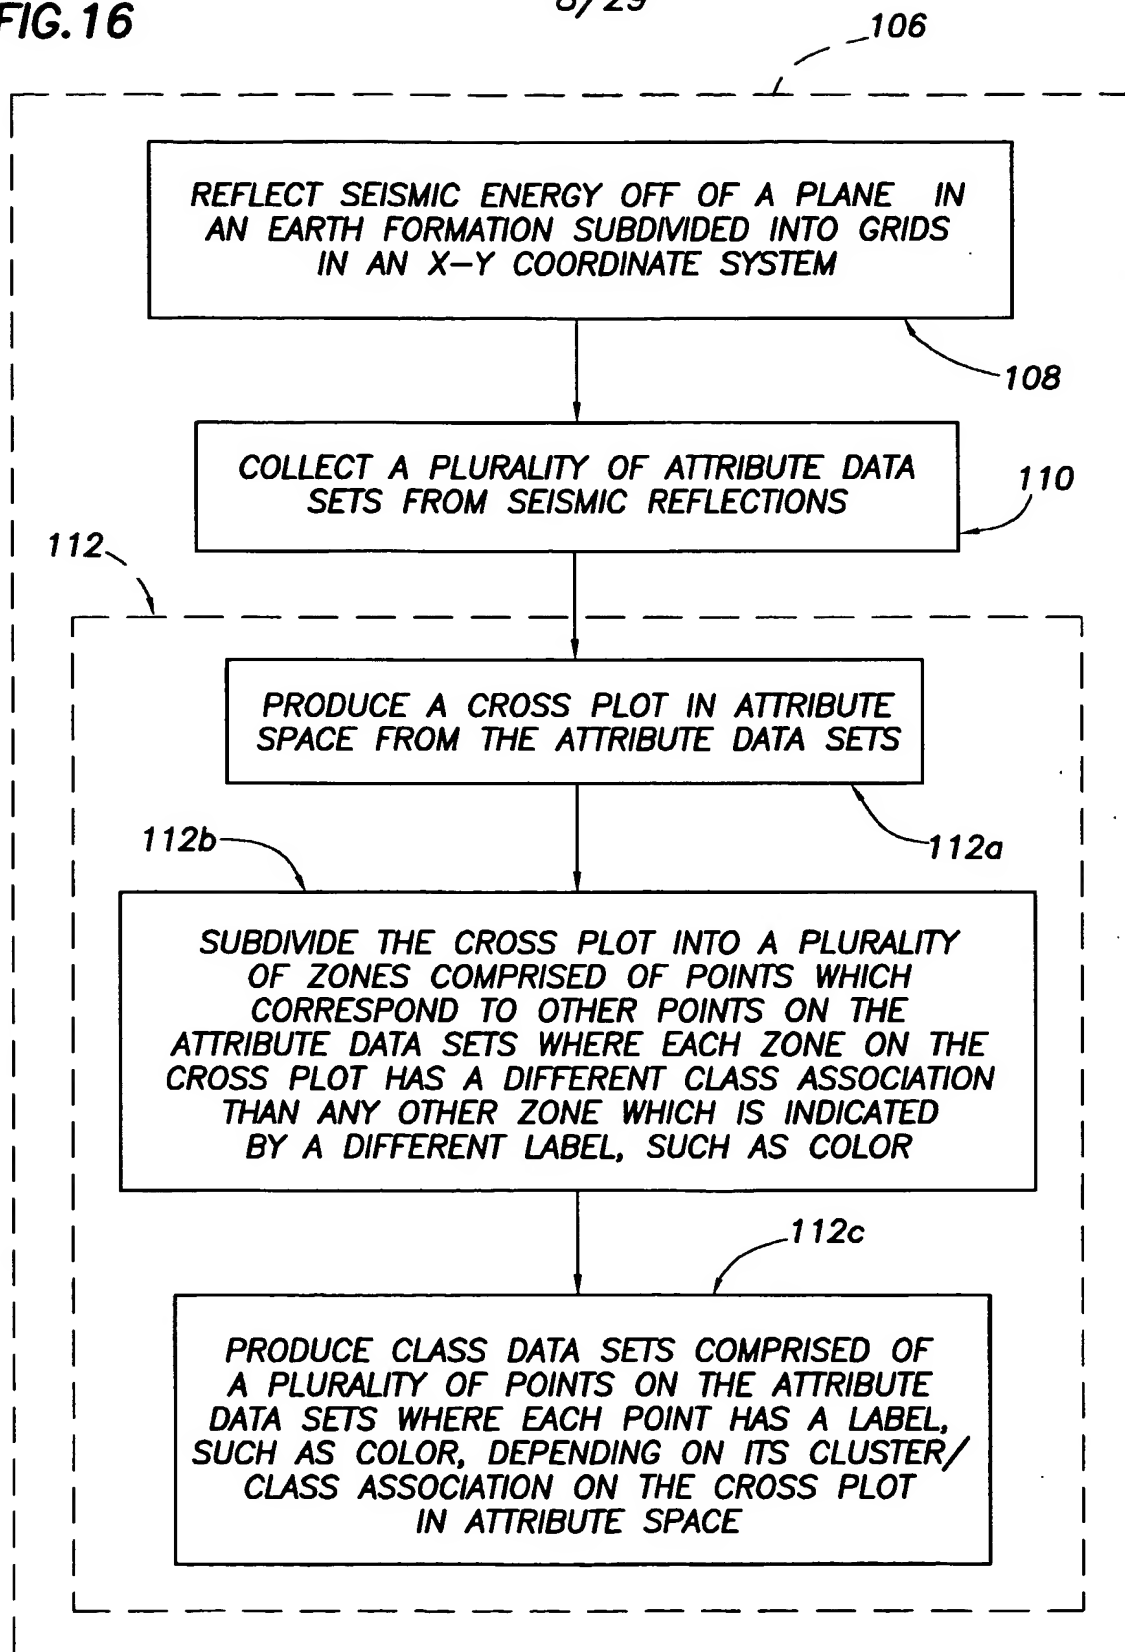 FIG.16
8/29
106
REFLECT SEISMIC ENERGY OFF OF A PLANE IN
AN EARTH FORMATION SUBDIVIDED INTO GRIDS
IN AN X-Y COORDINATE SYSTEM
108
COLLECT A PLURALITY OF ATTRIBUTE DATA
SETS FROM SEISMIC REFLECTIONS
110
112
PRODUCE A CROSS PLOT IN ATTRIBUTE
SPACE FROM THE ATTRIBUTE DATA SETS
112a
112b
SUBDIVIDE THE CROSS PLOT INTO A PLURALITY
OF ZONES COMPRISED OF POINTS WHICH
CORRESPOND TO OTHER POINTS ON THE
ATTRIBUTE DATA SETS WHERE EACH ZONE ON THE
CROSS PLOT HAS A DIFFERENT CLASS ASSOCIATION
THAN ANY OTHER ZONE WHICH IS INDICATED
BY A DIFFERENT LABEL, SUCH AS COLOR
112c
PRODUCE CLASS DATA SETS COMPRISED OF
A PLURALITY OF POINTS ON THE ATTRIBUTE
DATA SETS WHERE EACH POINT HAS A LABEL,
SUCH AS COLOR, DEPENDING ON ITS CLUSTER/
CLASS ASSOCIATION ON THE CROSS PLOT
IN ATTRIBUTE SPACE